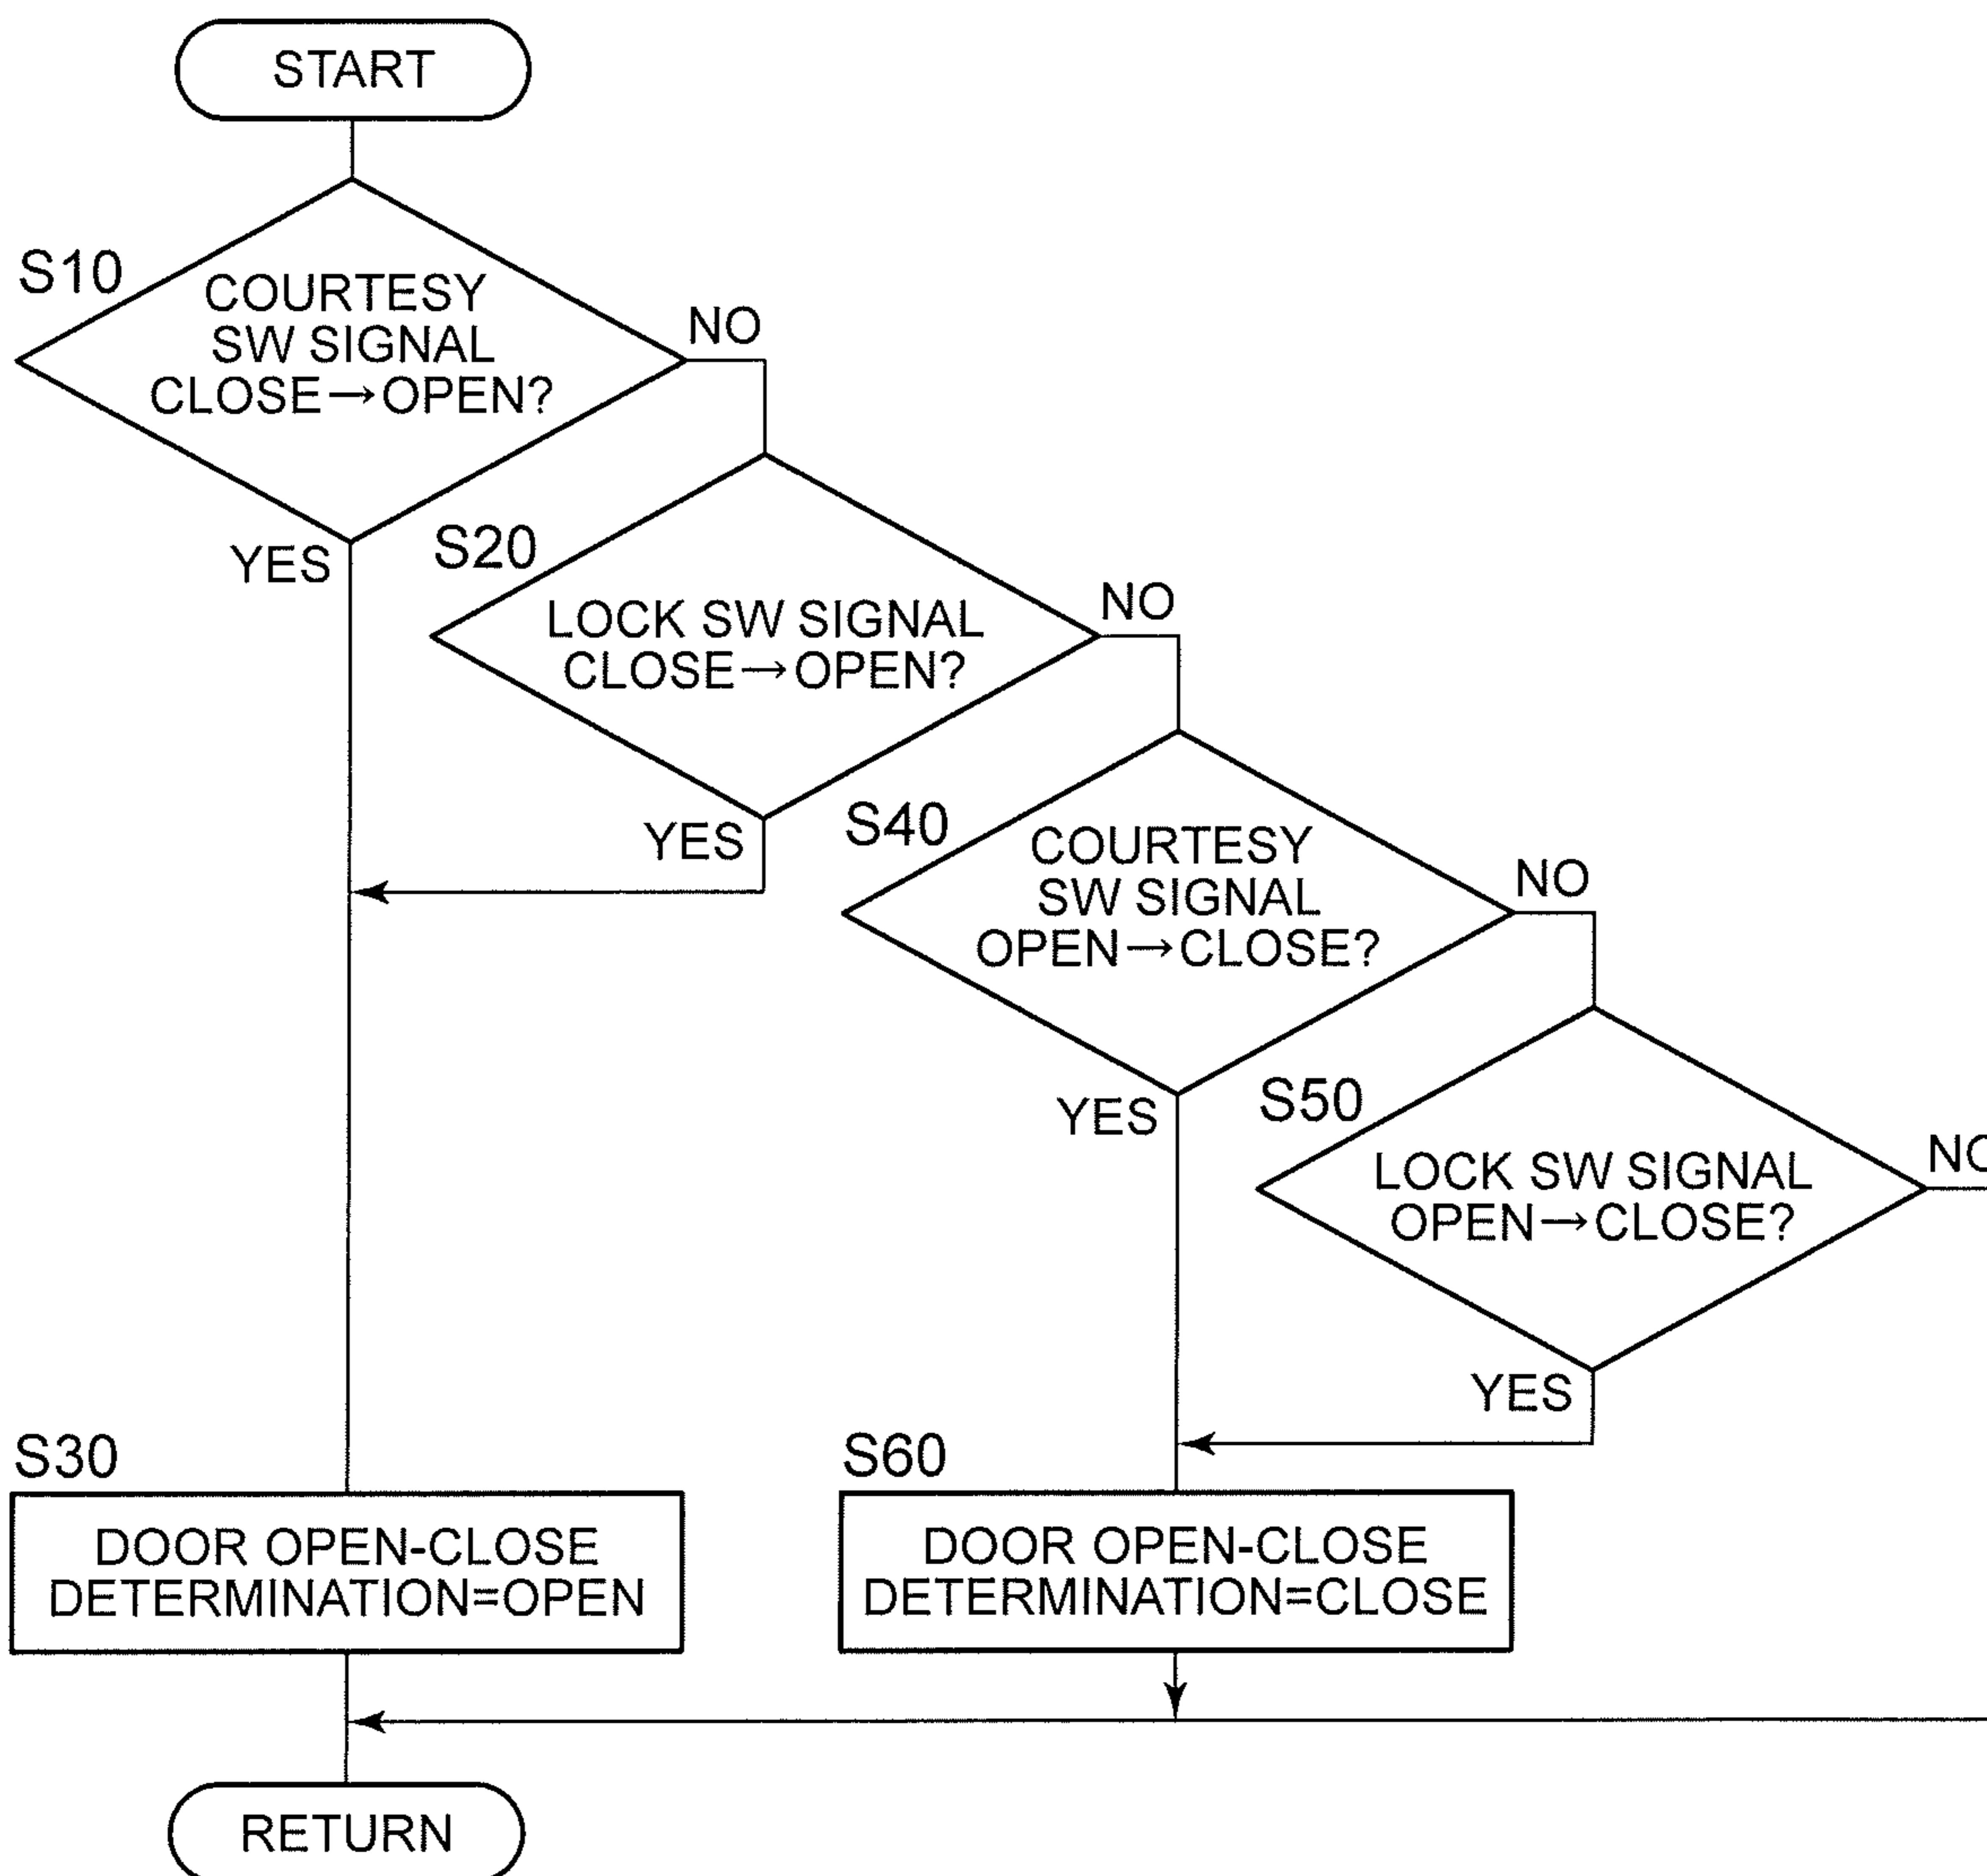 START
S10
COURTESY
SW SIGNAL
CLOSE→OPEN?
NO
YES
S20
LOCK SW SIGNAL
CLOSE→OPEN?
NO
YES
S40
COURTESY
SW SIGNAL
OPEN→CLOSE?
NO
YES
S50
LOCK SW SIGNAL
OPEN→CLOSE?
NO
YES
S30
DOOR OPEN-CLOSE
DETERMINATION=OPEN
S60
DOOR OPEN-CLOSE
DETERMINATION=CLOSE
RETURN